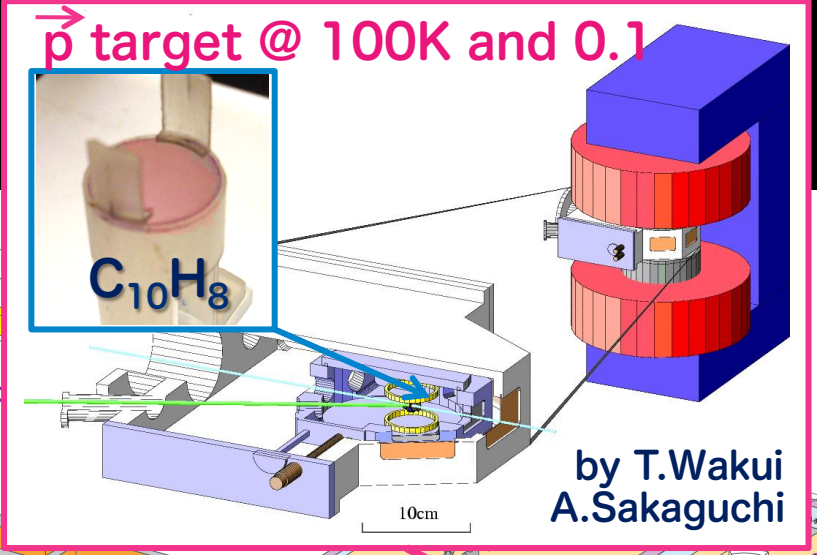 p⃗ target @ 100K and 0.1
C₁₀H₈
10cm
by T.Wakui
A.Sakaguchi